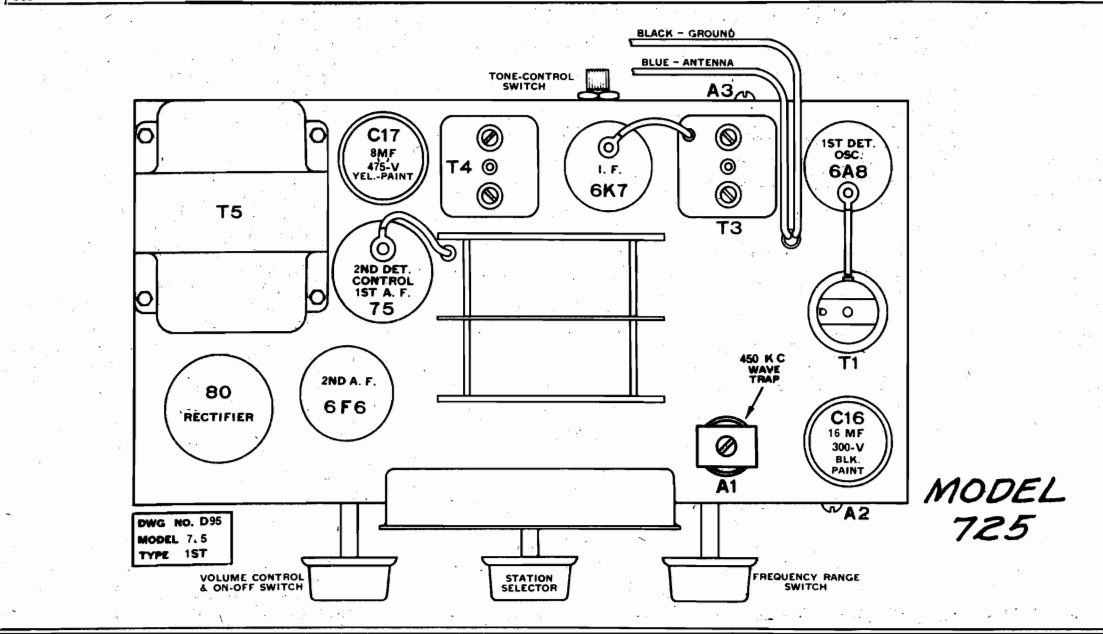 BLACK - GROUND
BLUE - ANTENNA
TONE-CONTROL
SWITCH
A3
C17
8MF
475-V
YEL.-PAINT
T4
I. F.
6K7
T3
1ST DET.
OSC.
6A8
T5
2ND DET.
CONTROL
1ST A. F.
75
T1
80
RECTIFIER
2ND A. F.
6F6
450 KC
WAVE
TRAP
A1
C16
16 MF
300-V
BLK.
PAINT
A2
MODEL
725
DWG NO. D95
MODEL 7.5
TYPE 1ST
VOLUME CONTROL
& ON-OFF SWITCH
STATION
SELECTOR
FREQUENCY RANGE
SWITCH